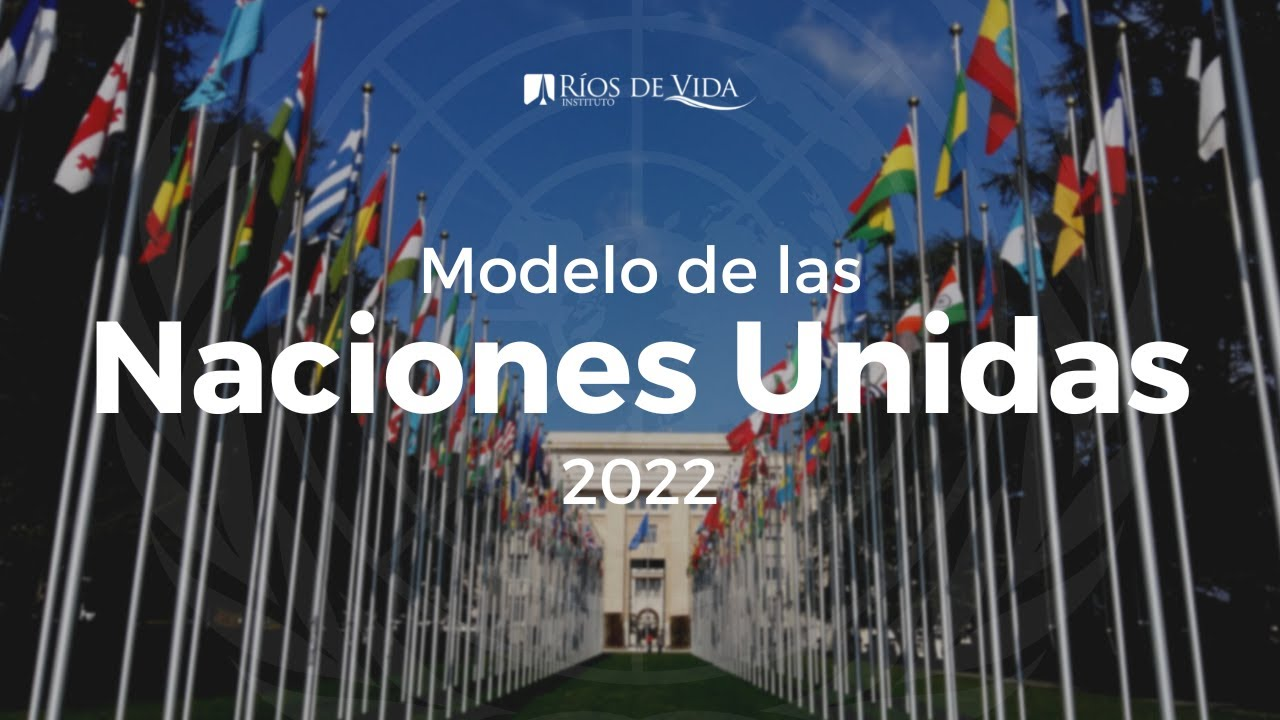 RÍOS DE VIDA
INSTITUTO
Modelo de las
Naciones Unidas
2022